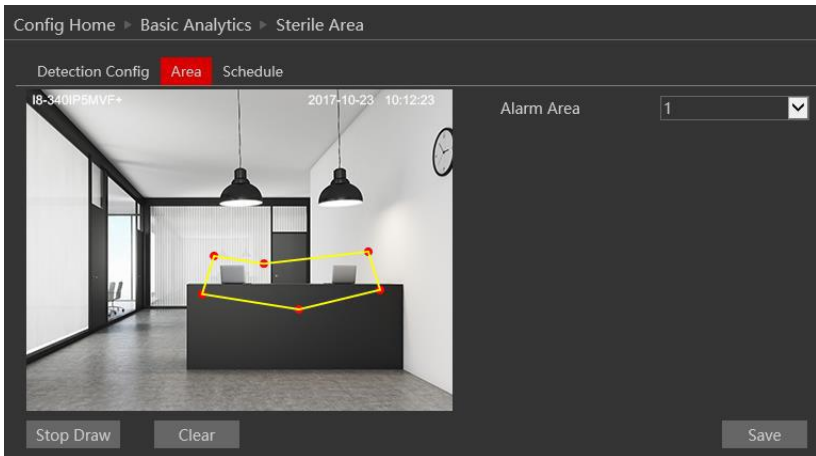 Config Home ▶ Basic Analytics ▶ Sterile Area
Detection Config Area Schedule
I8-340IP5MVF+ 2017-10-23 10:12:23
Alarm Area 1
Stop Draw Clear Save